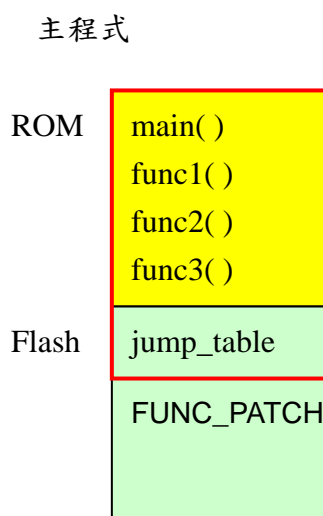 主程式
ROM main( )
func1( )
func2( )
func3( )
Flash jump_table
FUNC_PATCH